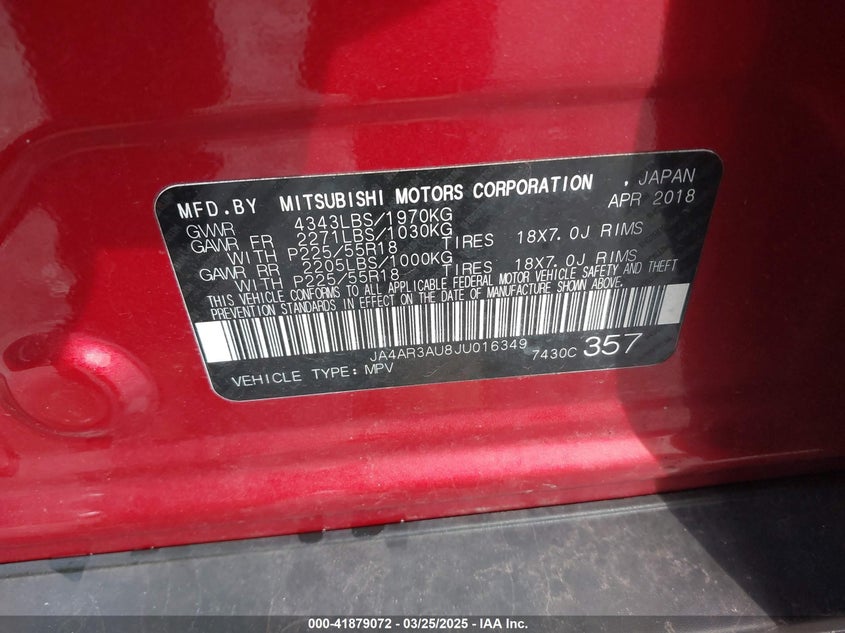 MFD.BY MITSUBISHI MOTORS CORPORATION , JAPAN
GVWR 4343LBS/1970KG APR 2018
GAWR FR 2271LBS/1030KG
WITH P225/55R18 TIRES 18X7.0J RIMS
GAWR RR 2205LBS/1000KG
WITH P225/55R18 TIRES 18X7.0J RIMS
THIS VEHICLE CONFORMS TO ALL APPLICABLE FEDERAL MOTOR VEHICLE SAFETY AND THEFT
PREVENTION STANDARDS IN EFFECT ON THE DATE OF MANUFACTURE SHOWN ABOVE.
JA4AR3AU8JU016349 7430C 357
VEHICLE TYPE: MPV
000-41879072 / 03/25/2025 - IAA Inc.